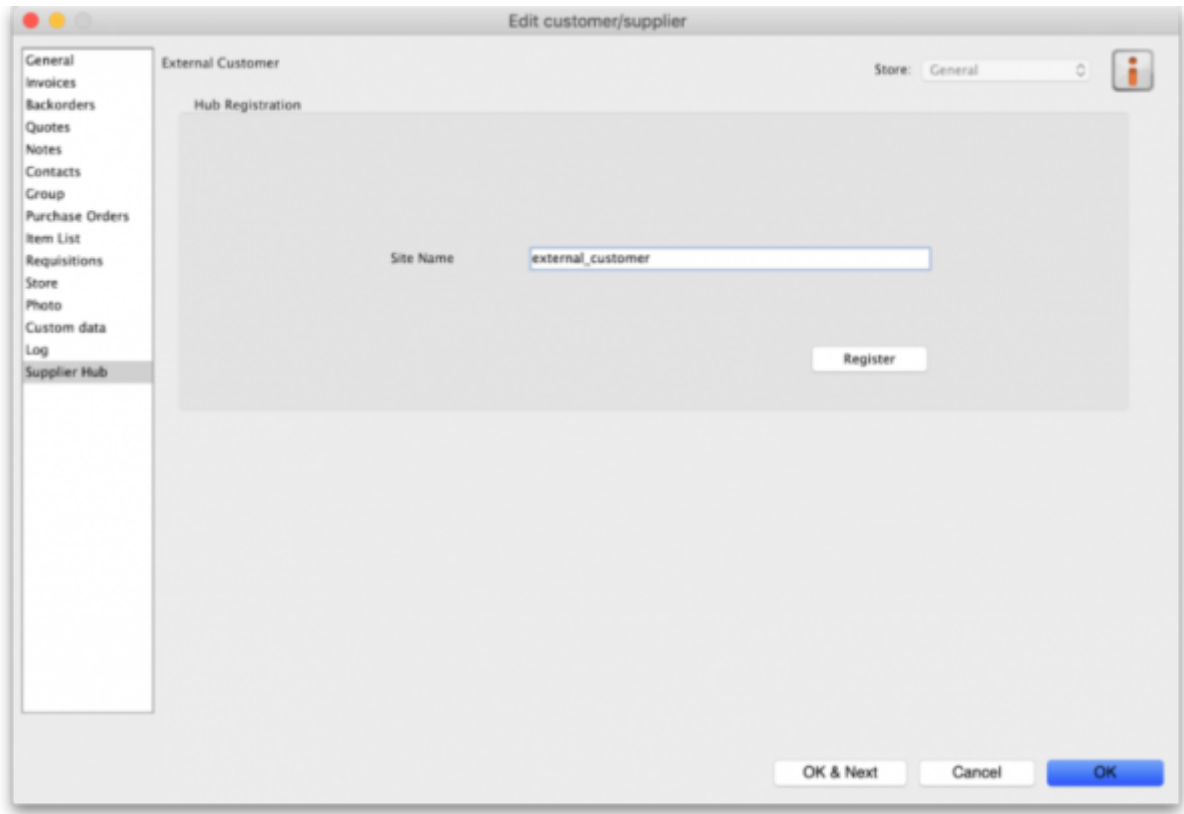 Edit customer/supplier
General
Invoices
Backorders
Quotes
Notes
Contacts
Group
Purchase Orders
Item List
Requisitions
Store
Photo
Custom data
Log
Supplier Hub
External Customer
Store: General
Hub Registration
Site Name external_customer
Register
OK & Next Cancel OK